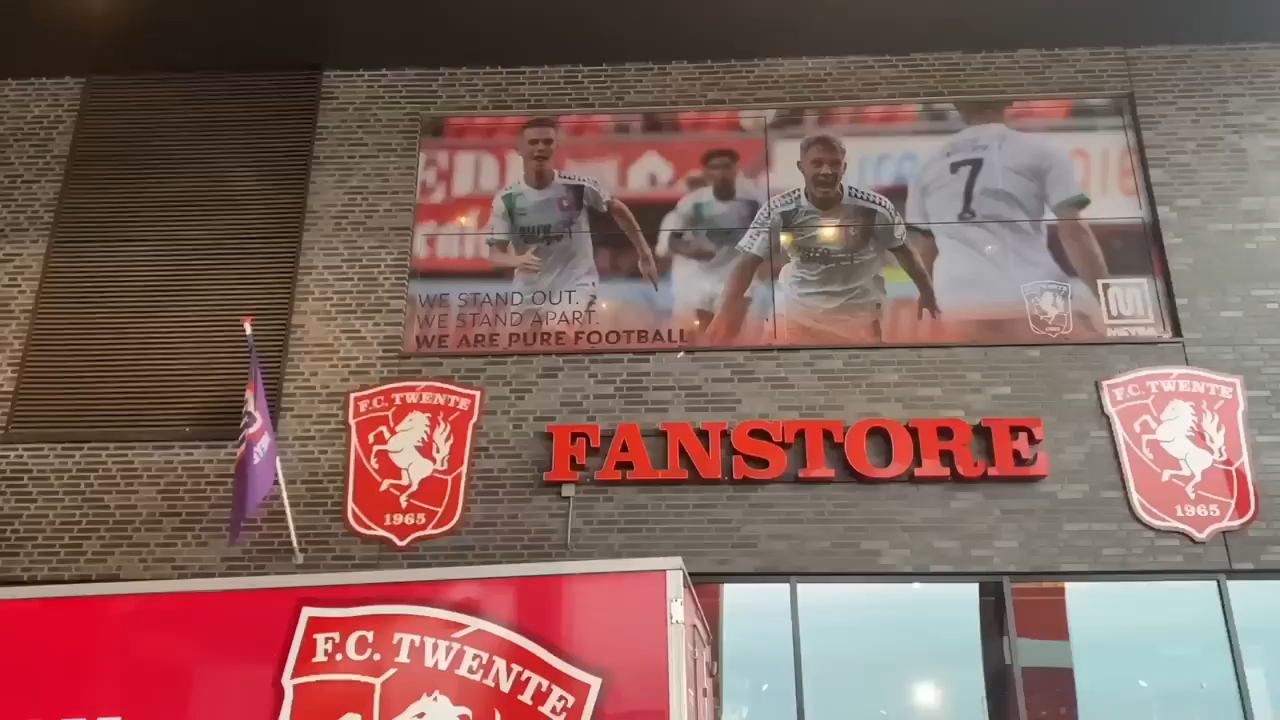 7
WE STAND OUT.
WE STAND APART.
WE ARE PURE FOOTBALL
F.C. TWENTE
1965
FANSTORE
F.C. TWENTE
1965
F.C. TWENTE